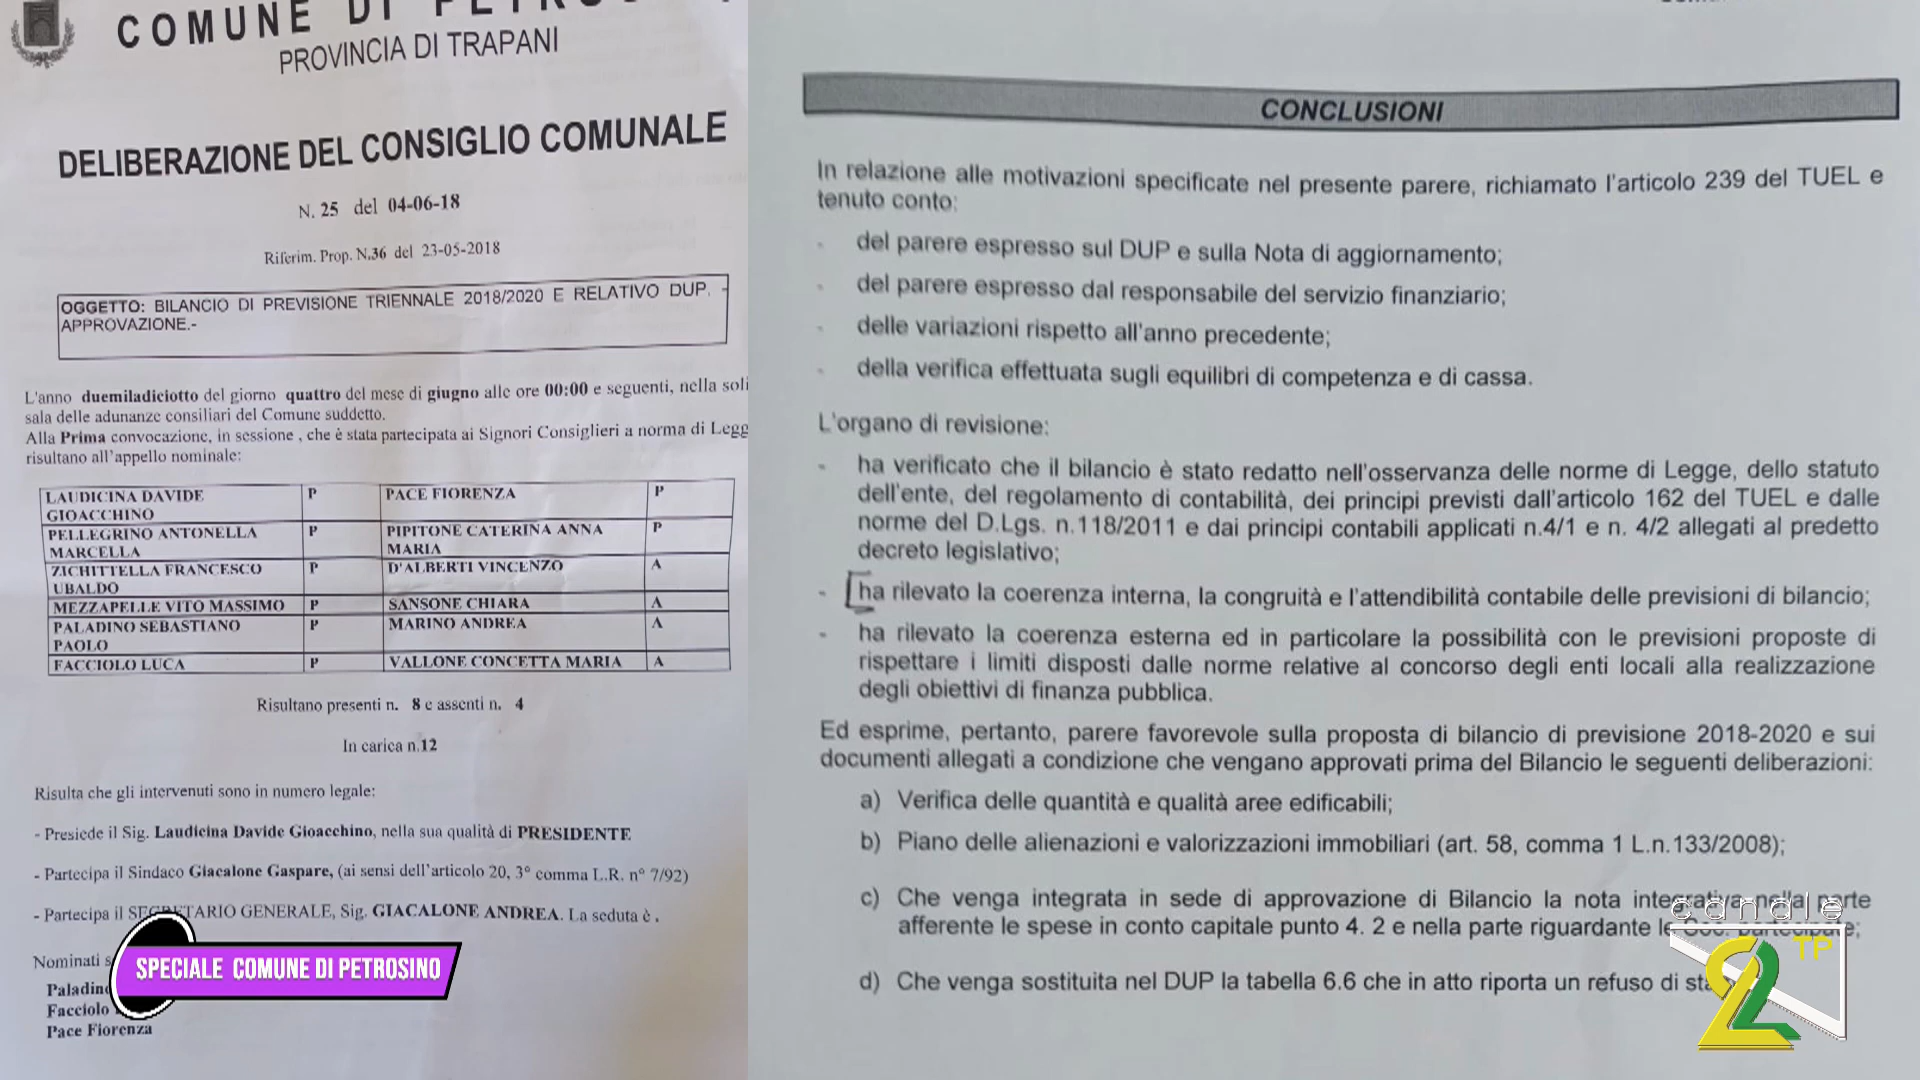 COMUNE DI
PROVINCIA DI TRAPANI
DELIBERAZIONE DEL CONSIGLIO COMUNALE
N. 25 del 04-06-18
Riferim. Prop. N.36 del 23-05-2018
OGGETTO: BILANCIO DI PREVISIONE TRIENNALE 2018/2020 E RELATIVO DUP. -
APPROVAZIONE.-
L'anno duemiladiciotto del giorno quattro del mese di giugno alle ore 00:00 e seguenti, nella soli
sala delle adunanze consiliari del Comune suddetto.
Alla Prima convocazione, in sessione , che è stata partecipata ai Signori Consiglieri a norma di Legg
risultano all'appello nominale:
LAUDICINA DAVIDE GIOACCHINO P PACE FIORENZA P
PELLEGRINO ANTONELLA MARCELLA P PIPITONE CATERINA ANNA MARIA P
ZICHITTELLA FRANCESCO UBALDO P D'ALBERTI VINCENZO A
MEZZAPELLE VITO MASSIMO P SANSONE CHIARA A
PALADINO SEBASTIANO PAOLO P MARINO ANDREA A
FACCIOLO LUCA P VALLONE CONCETTA MARIA A
Risultano presenti n. 8 e assenti n. 4
In carica n.12
Risulta che gli intervenuti sono in numero legale:
- Presiede il Sig. Laudicina Davide Gioacchino, nella sua qualità di PRESIDENTE
- Partecipa il Sindaco Giacalone Gaspare, (ai sensi dell'articolo 20, 3° comma L.R. n° 7/92)
- Partecipa il SEGRETARIO GENERALE, Sig. GIACALONE ANDREA. La seduta è .
Nominati s
Paladino
Facciolo
Pace Fiorenza
SPECIALE COMUNE DI PETROSINO
CONCLUSIONI
In relazione alle motivazioni specificate nel presente parere, richiamato l'articolo 239 del TUEL e
tenuto conto:
- del parere espresso sul DUP e sulla Nota di aggiornamento;
- del parere espresso dal responsabile del servizio finanziario;
- delle variazioni rispetto all'anno precedente;
- della verifica effettuata sugli equilibri di competenza e di cassa.
L'organo di revisione:
- ha verificato che il bilancio è stato redatto nell'osservanza delle norme di Legge, dello statuto
dell'ente, del regolamento di contabilità, dei principi previsti dall'articolo 162 del TUEL e dalle
norme del D.Lgs. n.118/2011 e dai principi contabili applicati n.4/1 e n. 4/2 allegati al predetto
decreto legislativo;
- ha rilevato la coerenza interna, la congruità e l'attendibilità contabile delle previsioni di bilancio;
- ha rilevato la coerenza esterna ed in particolare la possibilità con le previsioni proposte di
rispettare i limiti disposti dalle norme relative al concorso degli enti locali alla realizzazione
degli obiettivi di finanza pubblica.
Ed esprime, pertanto, parere favorevole sulla proposta di bilancio di previsione 2018-2020 e sui
documenti allegati a condizione che vengano approvati prima del Bilancio le seguenti deliberazioni:
a) Verifica delle quantità e qualità aree edificabili;
b) Piano delle alienazioni e valorizzazioni immobiliari (art. 58, comma 1 L.n.133/2008);
c) Che venga integrata in sede di approvazione di Bilancio la nota integrativa nella parte
afferente le spese in conto capitale punto 4. 2 e nella parte riguardante le Soc. partecipate;
d) Che venga sostituita nel DUP la tabella 6.6 che in atto riporta un refuso di sta
canale
2 TP